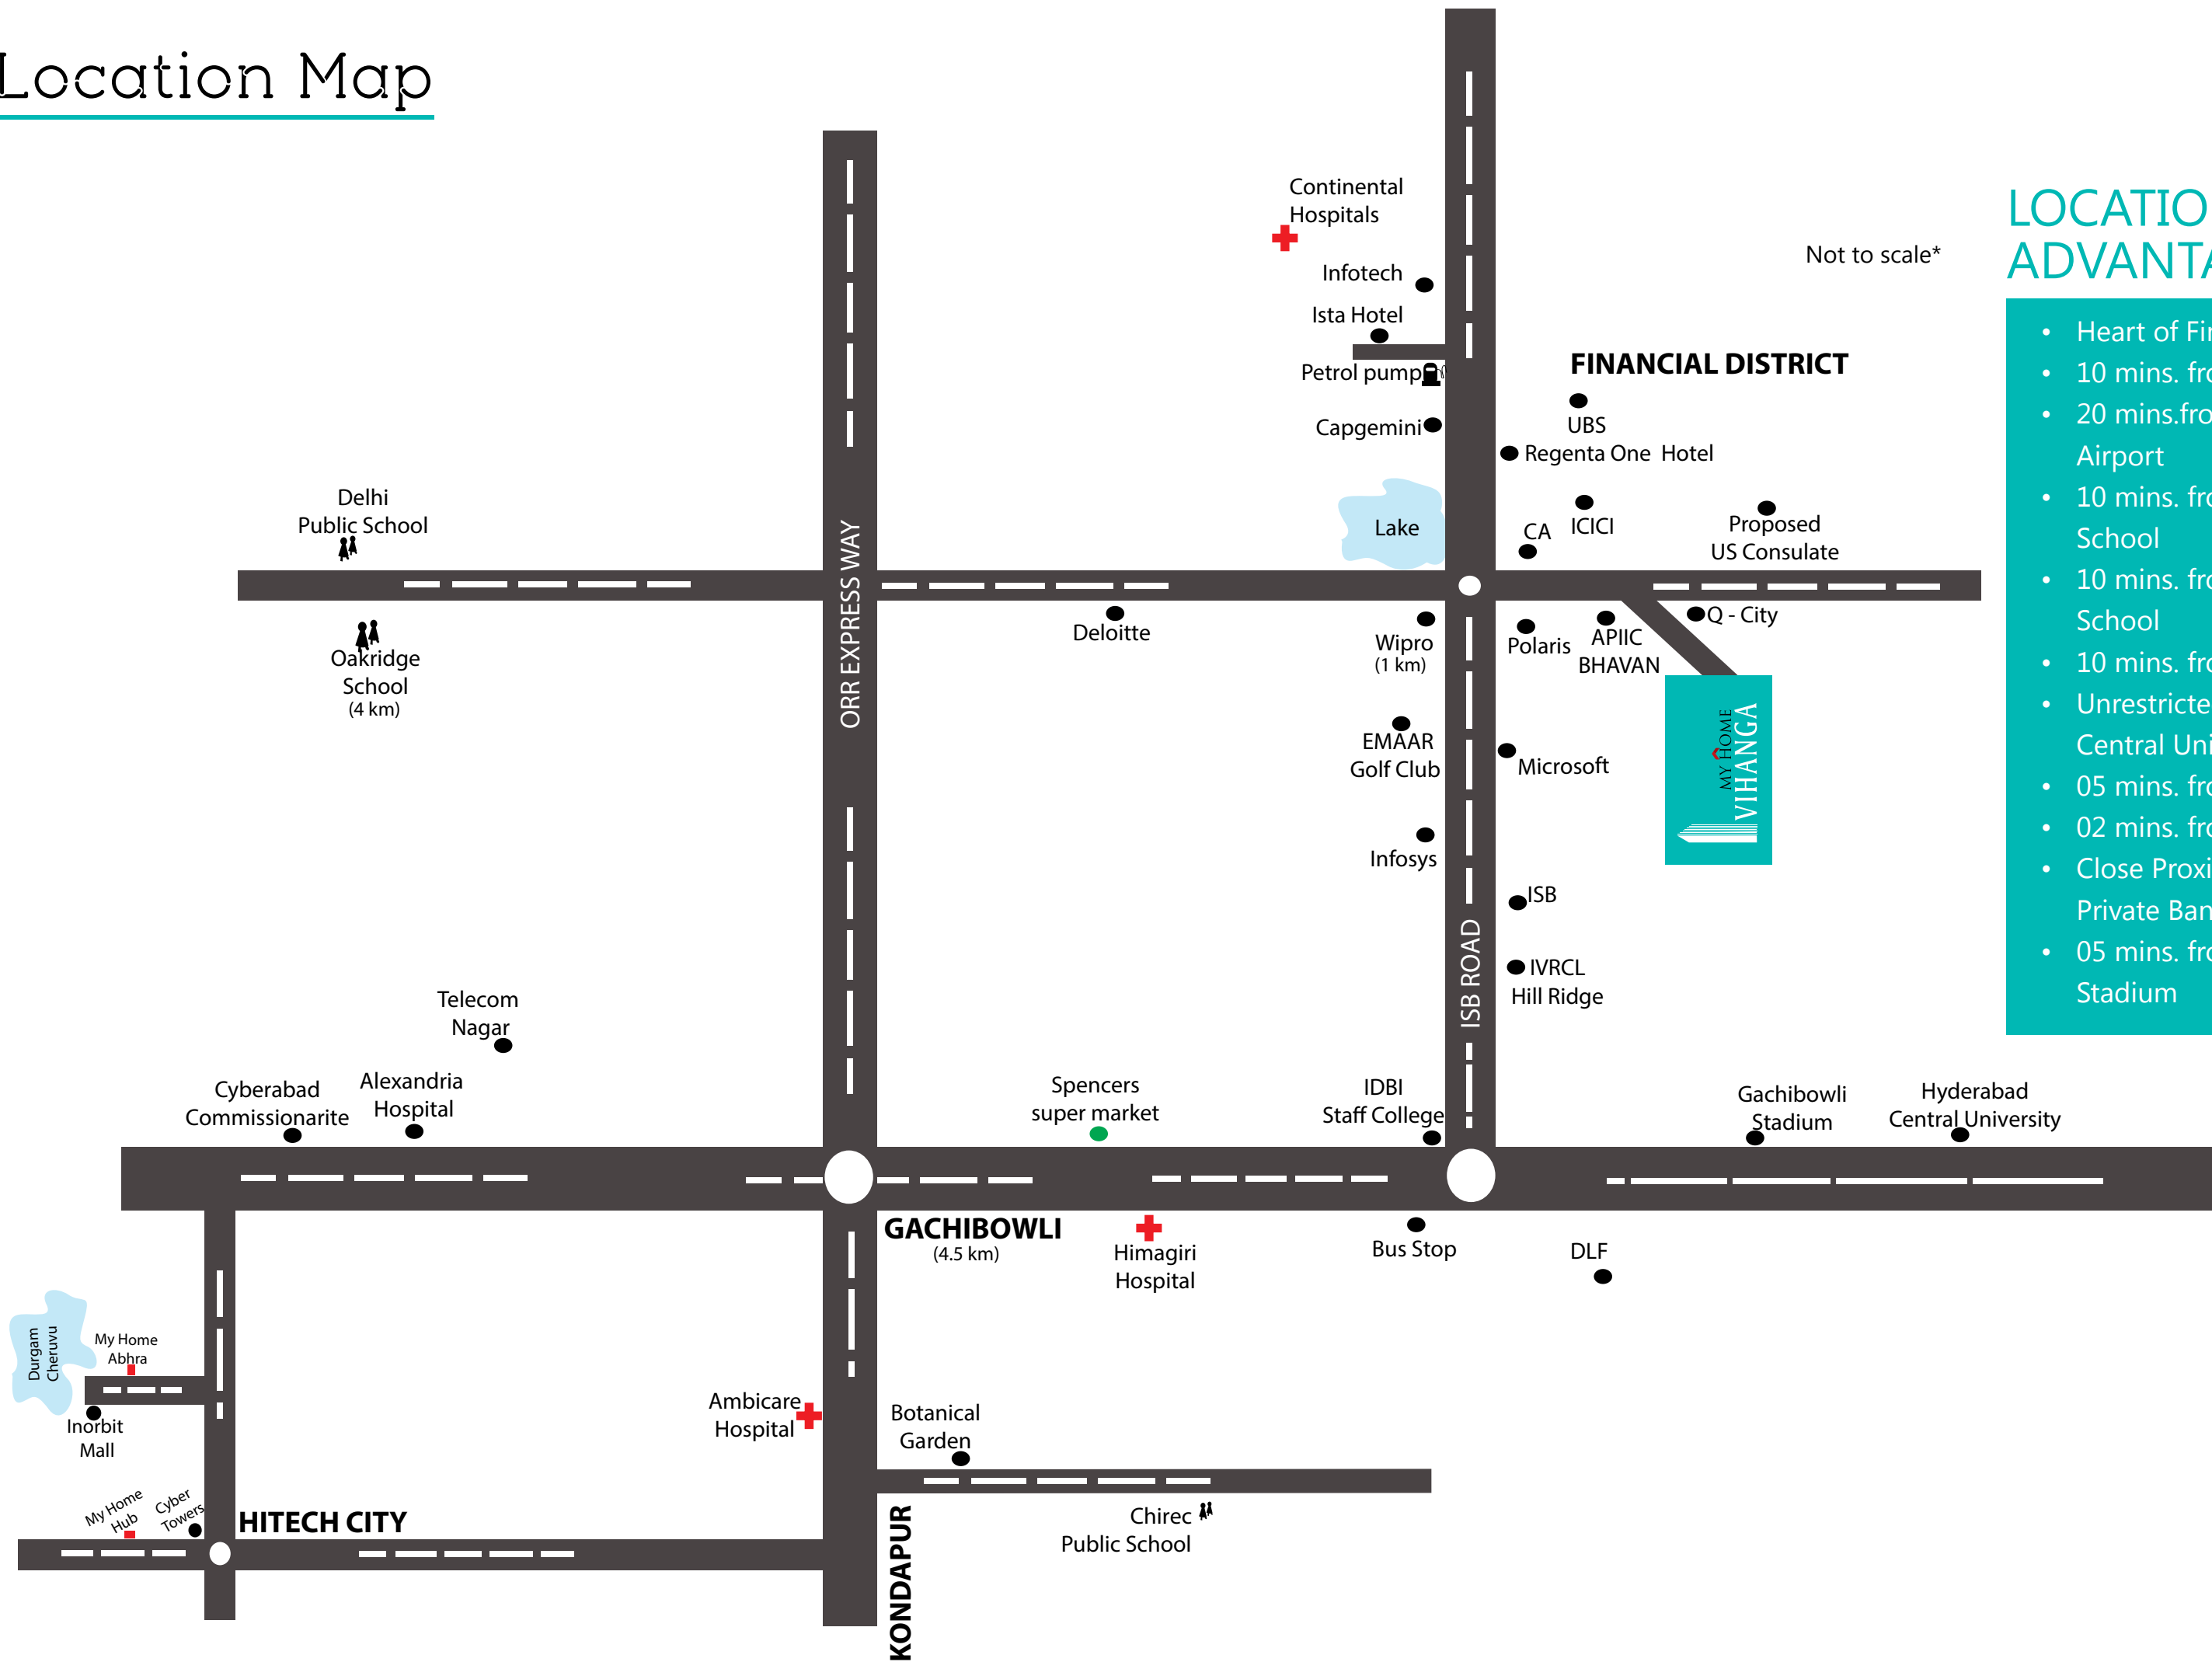 Location Map
Continental
Hospitals
Infotech
Ista Hotel
Petrol pump
Capgemini
Not to scale*
FINANCIAL DISTRICT
UBS
Regenta One Hotel
ICICI
CA
Proposed
US Consulate
Lake
Delhi
Public School
Oakridge
School
(4 km)
ORR EXPRESS WAY
Deloitte
Wipro
(1 km)
Polaris
APIIC
BHAVAN
Q - City
EMAAR
Golf Club
Microsoft
MY HOME
VIHANGA
Infosys
ISB
ISB ROAD
IVRCL
Hill Ridge
Telecom
Nagar
Cyberabad
Commissionarite
Alexandria
Hospital
Spencers
super market
IDBI
Staff College
Gachibowli
Stadium
Hyderabad
Central University
GACHIBOWLI
(4.5 km)
Himagiri
Hospital
Bus Stop
DLF
Durgam
Cheruvu
My Home
Abhra
Inorbit
Mall
Ambicare
Hospital
Botanical
Garden
My Home
Hub
Cyber
Towers
HITECH CITY
KONDAPUR
Chirec
Public School
LOCATIO
ADVANTA
• Heart of Fi
• 10 mins. fro
• 20 mins.fro
Airport
• 10 mins. fro
School
• 10 mins. fro
School
• 10 mins. fro
• Unrestricte
Central Uni
• 05 mins. fro
• 02 mins. fro
• Close Proxi
Private Ban
• 05 mins. fro
Stadium